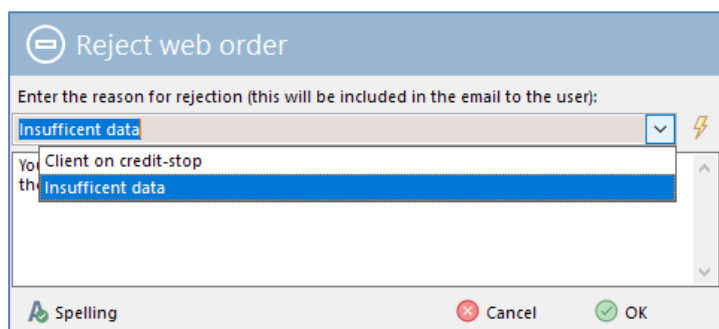 Reject web order
Enter the reason for rejection (this will be included in the email to the user):
Insufficent data
Client on credit-stop
Insufficent data
Spelling
Cancel
OK